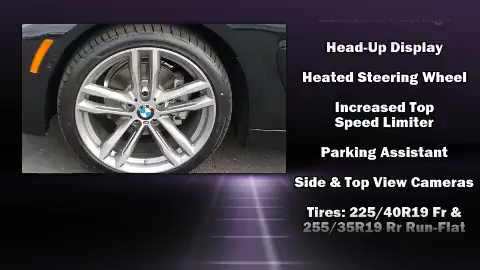 Head-Up Display
Heated Steering Wheel
Increased Top
Speed Limiter
Parking Assistant
Side & Top View Cameras
Tires: 225/40R19 Fr &
255/35R19 Rr Run-Flat